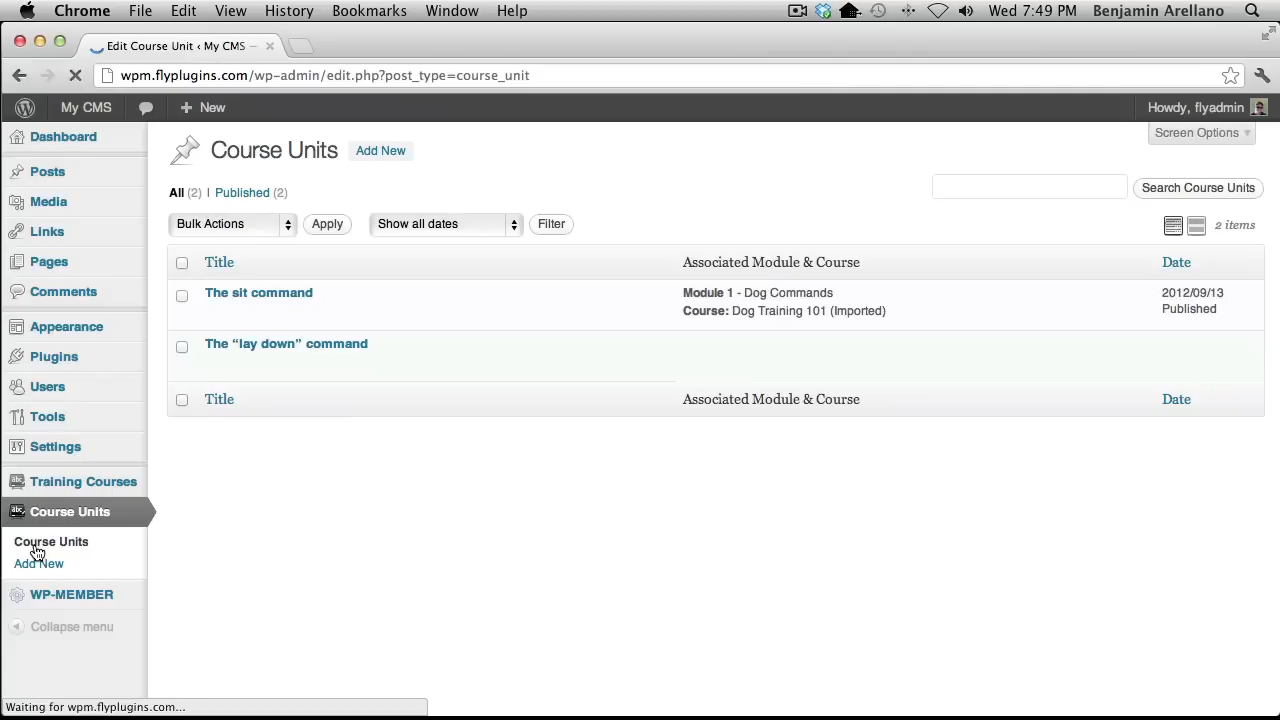 Chrome File Edit View History Bookmarks Window Help Wed 7:49 PM Benjamin Arellano
Edit Course Unit ‹ My CMS —
wpm.flyplugins.com/wp-admin/edit.php?post_type=course_unit
My CMS + New Howdy, flyadmin
Screen Options
Dashboard
Posts
Media
Links
Pages
Comments
Appearance
Plugins
Users
Tools
Settings
Training Courses
Course Units
Course Units
Add New
WP-MEMBER
Collapse menu
Course Units Add New
All (2) | Published (2)
Search Course Units
Bulk Actions Apply Show all dates Filter 2 items
Title Associated Module & Course Date
The sit command Module 1 - Dog Commands 2012/09/13
Course: Dog Training 101 (Imported) Published
The “lay down” command
Title Associated Module & Course Date
Waiting for wpm.flyplugins.com...